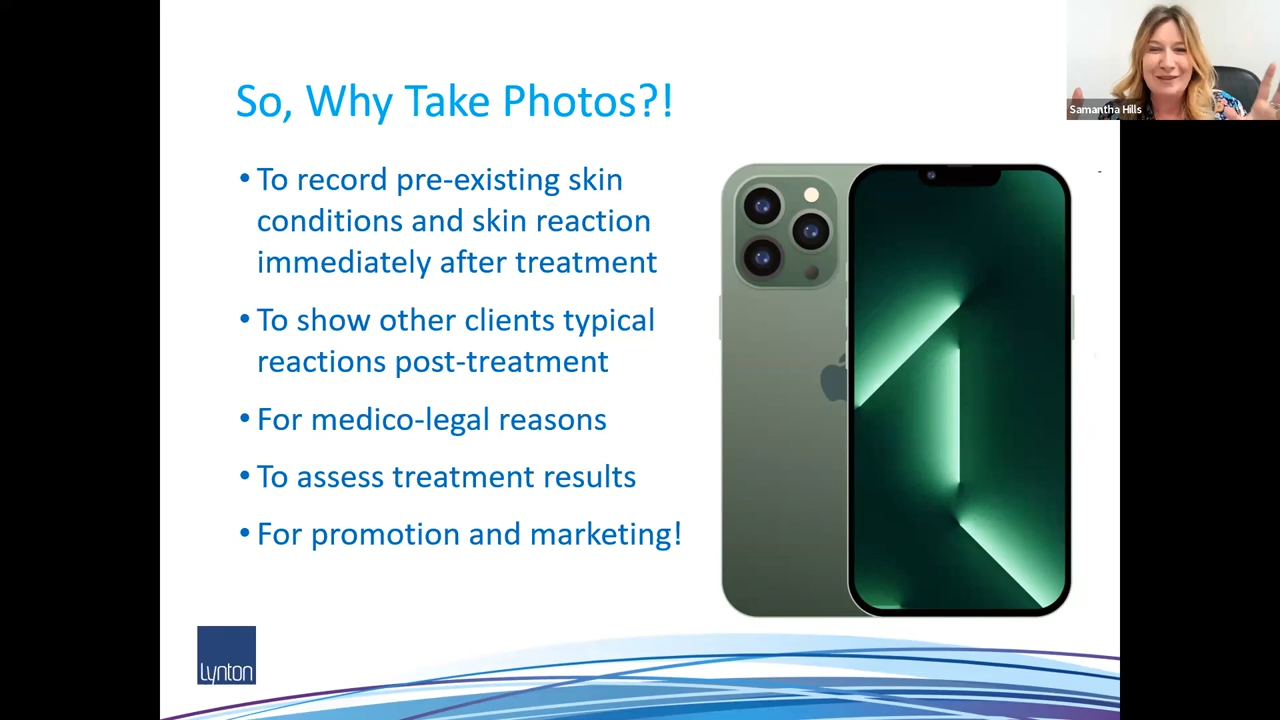 Samantha Hills
So, Why Take Photos?!
• To record pre-existing skin
conditions and skin reaction
immediately after treatment
• To show other clients typical
reactions post-treatment
• For medico-legal reasons
• To assess treatment results
• For promotion and marketing!
Lynton